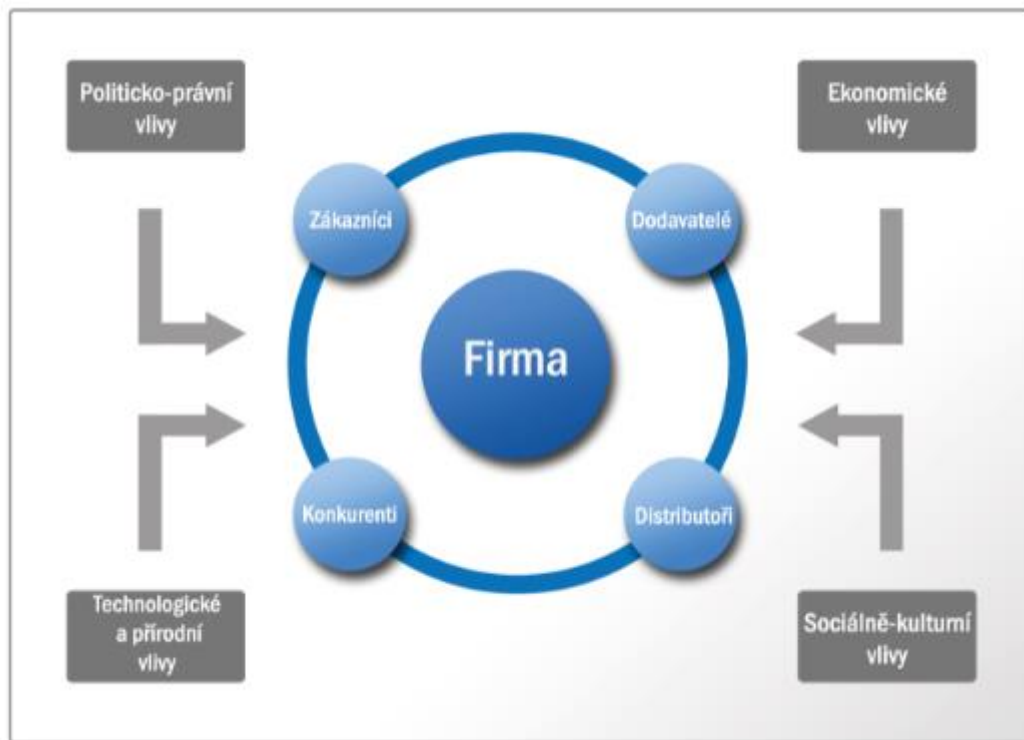 Politicko-právní
vlivy
Ekonomické
vlivy
Zákazníci
Dodavatelé
Firma
Konkurenti
Distributoři
Technologické
a přírodní
vlivy
Sociálně-kulturní
vlivy